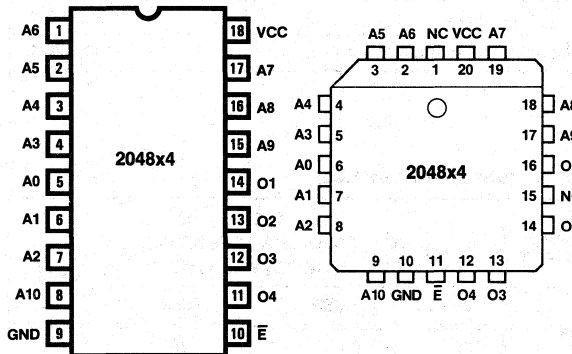 A6 1 18 VCC
A5 2 17 A7
A4 3 16 A8
A3 4 15 A9
2048x4
A0 5 14 O1
A1 6 13 O2
A2 7 12 O3
A10 8 11 O4
GND 9 10 E̅
A5 A6 NC VCC A7
3 2 1 20 19
A4 4 18 A8
A3 5 17 A9
A0 6 16 O
2048x4
A1 7 15 N
A2 8 14 O
9 10 11 12 13
A10 GND E̅ O4 O3